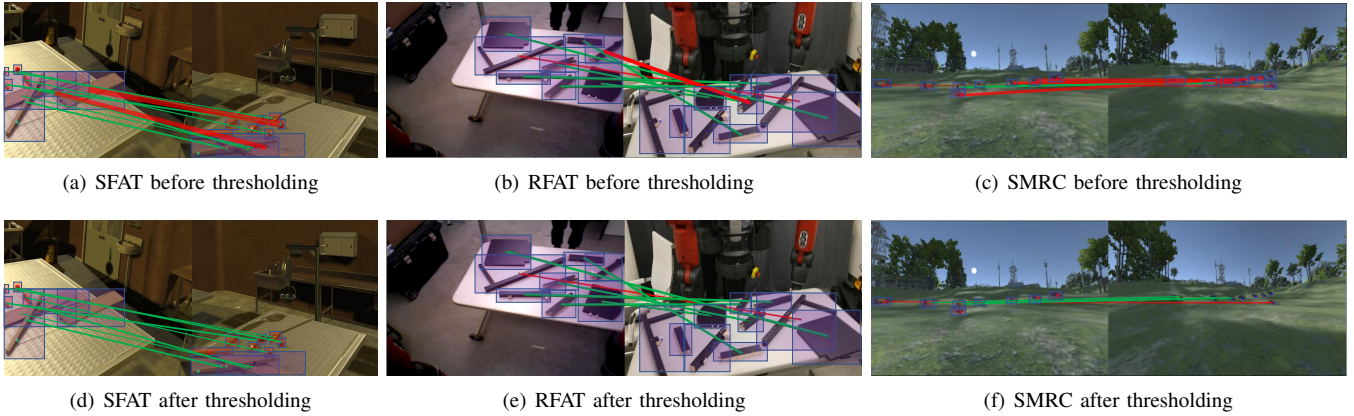 (a) SFAT before thresholding
(b) RFAT before thresholding
(c) SMRC before thresholding
(d) SFAT after thresholding
(e) RFAT after thresholding
(f) SMRC after thresholding